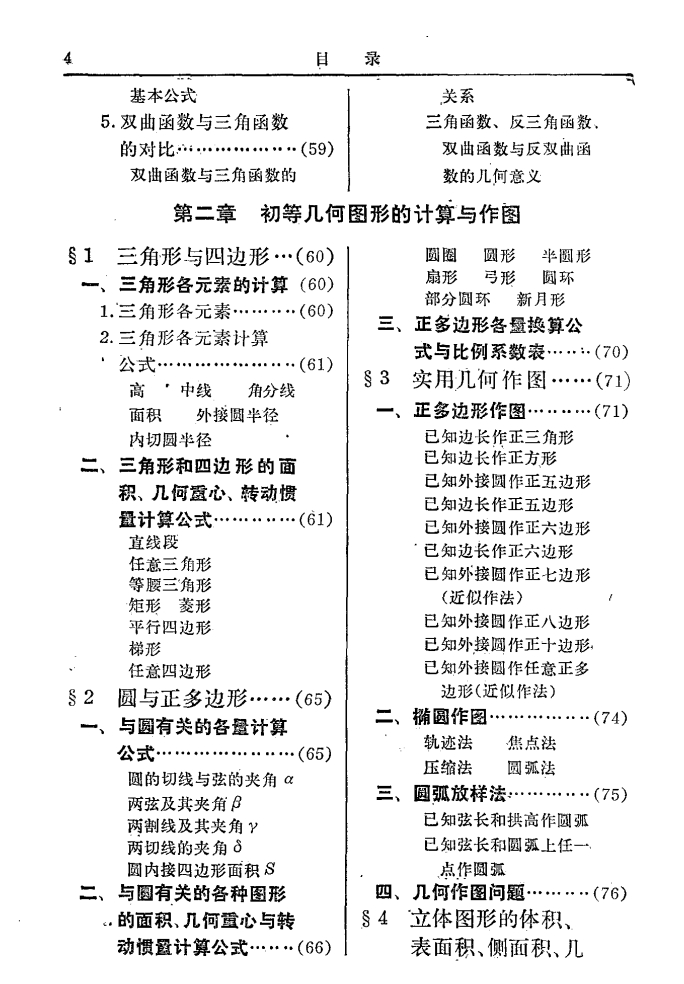 4 目 录
基本公式
5.双曲函数与三角函数
的对比………………(59)
双曲函数与三角函数的
关系
三角函数、反三角函数、
双曲函数与反双曲函
数的几何意义
第二章 初等几何图形的计算与作图
§1 三角形与四边形…(60)
一、三角形各元素的计算 (60)
1.三角形各元素………(60)
2.三角形各元素计算
公式…………………(61)
高 中线 角分线
面积 外接圆半径
内切圆半径
二、三角形和四边形的面
积、几何重心、转动惯
量计算公式…………(61)
直线段
任意三角形
等腰三角形
矩形 菱形
平行四边形
梯形
任意四边形
§2 圆与正多边形……(65)
一、与圆有关的各量计算
公式…………………(65)
圆的切线与弦的夹角α
两弦及其夹角β
两割线及其夹角γ
两切线的夹角δ
圆内接四边形面积S
二、与圆有关的各种图形
的面积、几何重心与转
动惯量计算公式……(66)
圆圈 圆形 半圆形
扇形 弓形 圆环
部分圆环 新月形
三、正多边形各量换算公
式与比例系数表……(70)
§3 实用几何作图……(71)
一、正多边形作图………(71)
已知边长作正三角形
已知边长作正方形
已知外接圆作正五边形
已知边长作正五边形
已知外接圆作正六边形
已知边长作正六边形
已知外接圆作正七边形
（近似作法）
已知外接圆作正八边形
已知外接圆作正十边形
已知外接圆作任意正多
边形(近似作法)
二、椭圆作图……………(74)
轨迹法 焦点法
压缩法 圆弧法
三、圆弧放样法…………(75)
已知弦长和拱高作圆弧
已知弦长和圆弧上任一
点作圆弧
四、几何作图问题………(76)
§4 立体图形的体积、
表面积、侧面积、几